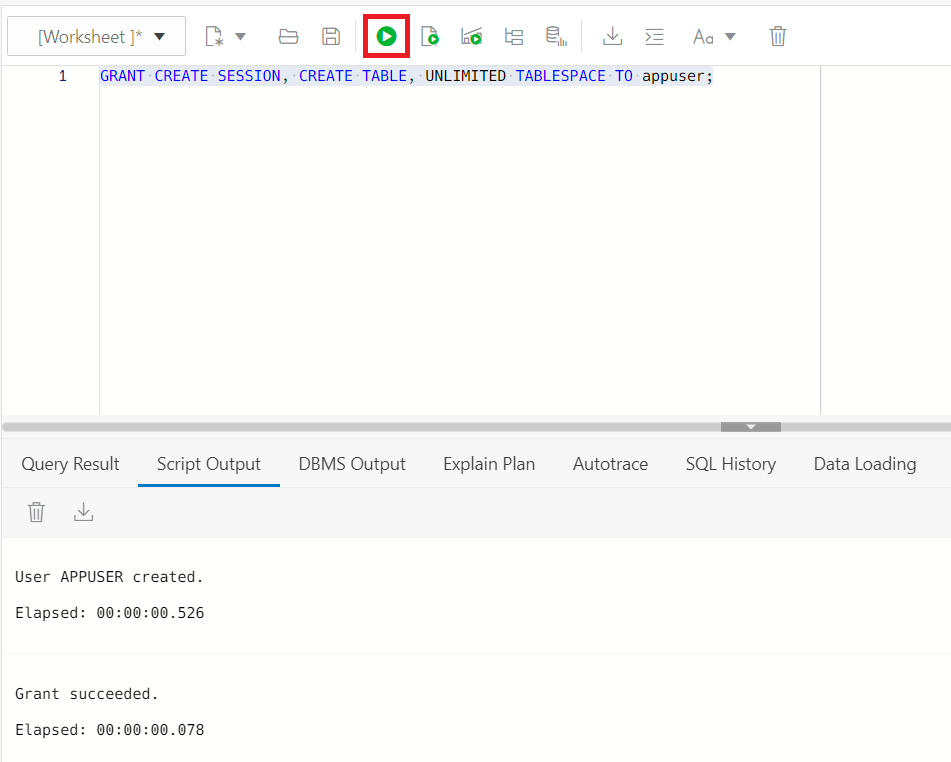 [Worksheet ]*
Aa
1 GRANT CREATE SESSION, CREATE TABLE, UNLIMITED TABLESPACE TO appuser;
Query Result Script Output DBMS Output Explain Plan Autotrace SQL History Data Loading
User APPUSER created.
Elapsed: 00:00:00.526
Grant succeeded.
Elapsed: 00:00:00.078